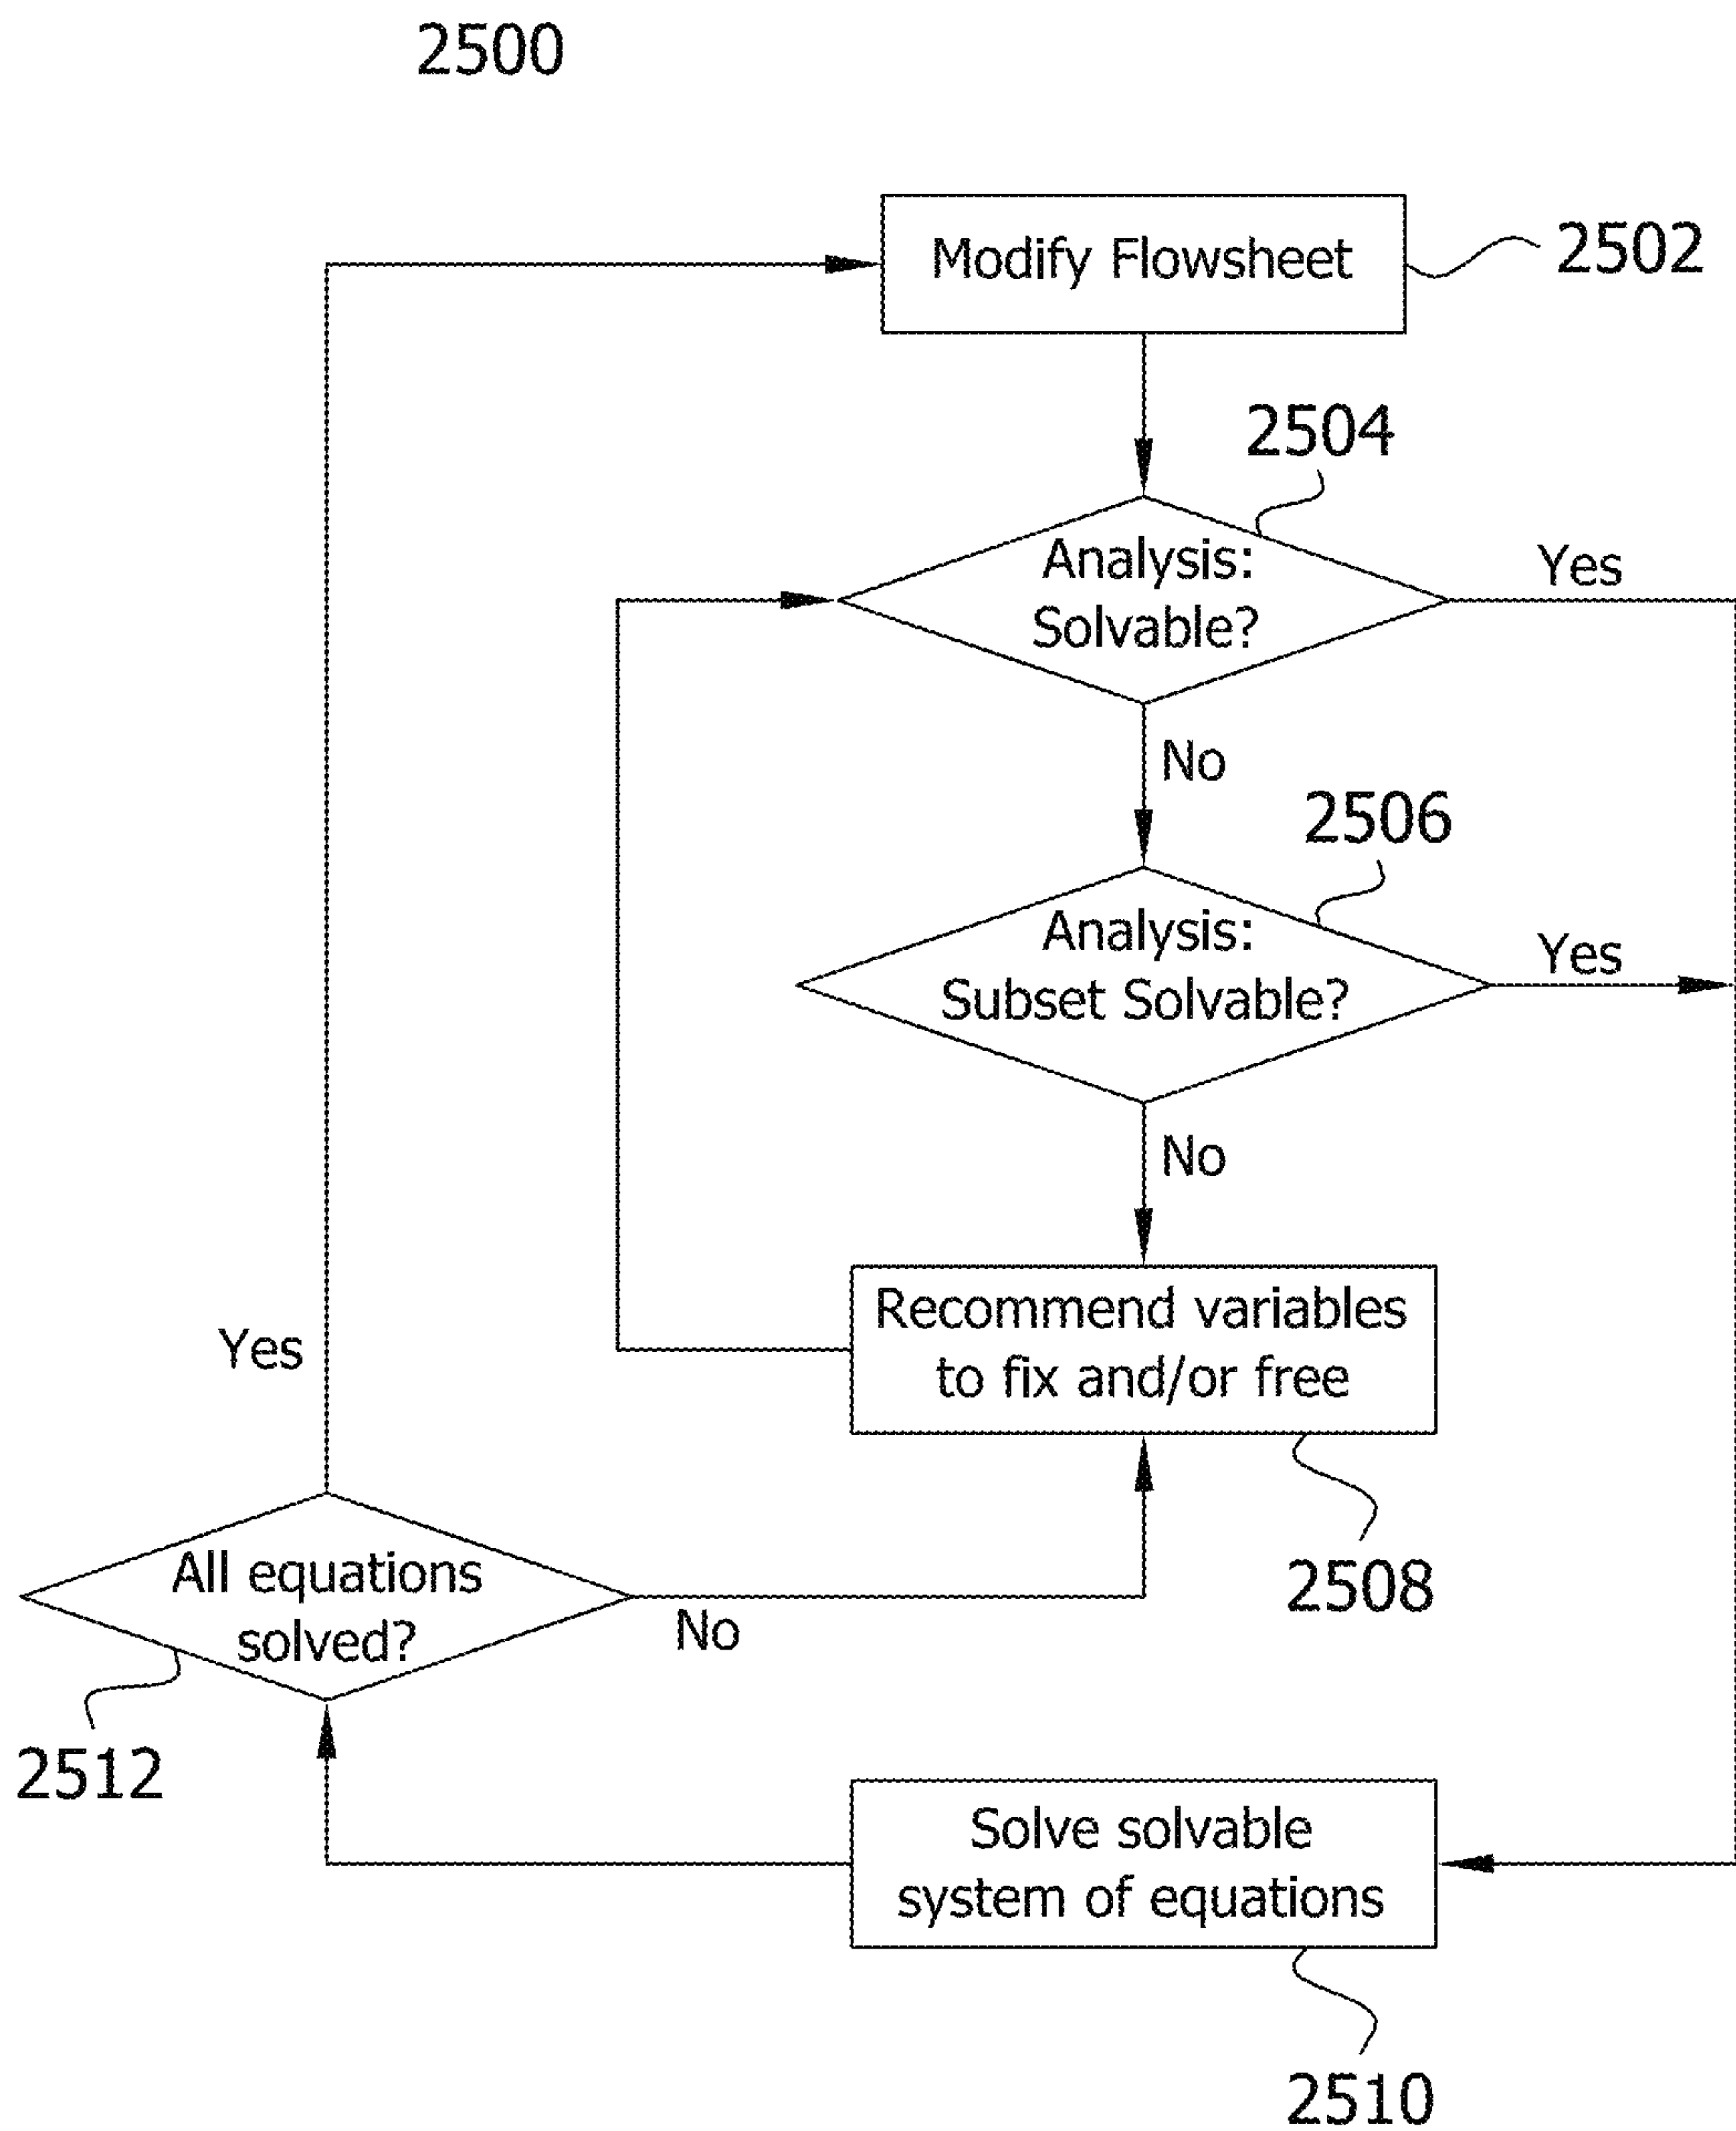 2500
Modify Flowsheet
2502
2504
Analysis:
Solvable?
Yes
No
2506
Analysis:
Subset Solvable?
Yes
No
Recommend variables
to fix and/or free
2508
Yes
All equations
solved?
No
2512
Solve solvable
system of equations
2510